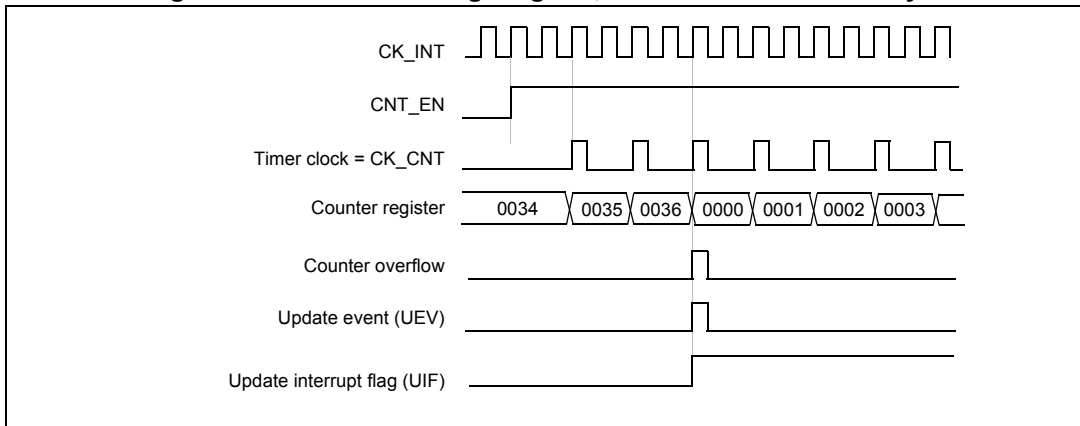 CK_INT
CNT_EN
Timer clock = CK_CNT
Counter register 0034 0035 0036 0000 0001 0002 0003
Counter overflow
Update event (UEV)
Update interrupt flag (UIF)